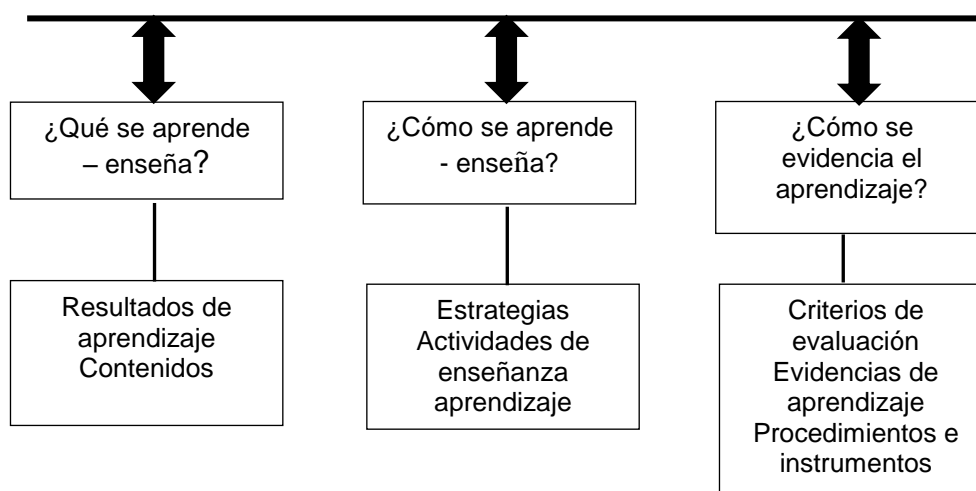 ¿Qué se aprende
– enseña?
¿Cómo se aprende
- enseña?
¿Cómo se
evidencia el
aprendizaje?
Resultados de
aprendizaje
Contenidos
Estrategias
Actividades de
enseñanza
aprendizaje
Criterios de
evaluación
Evidencias de
aprendizaje
Procedimientos e
instrumentos